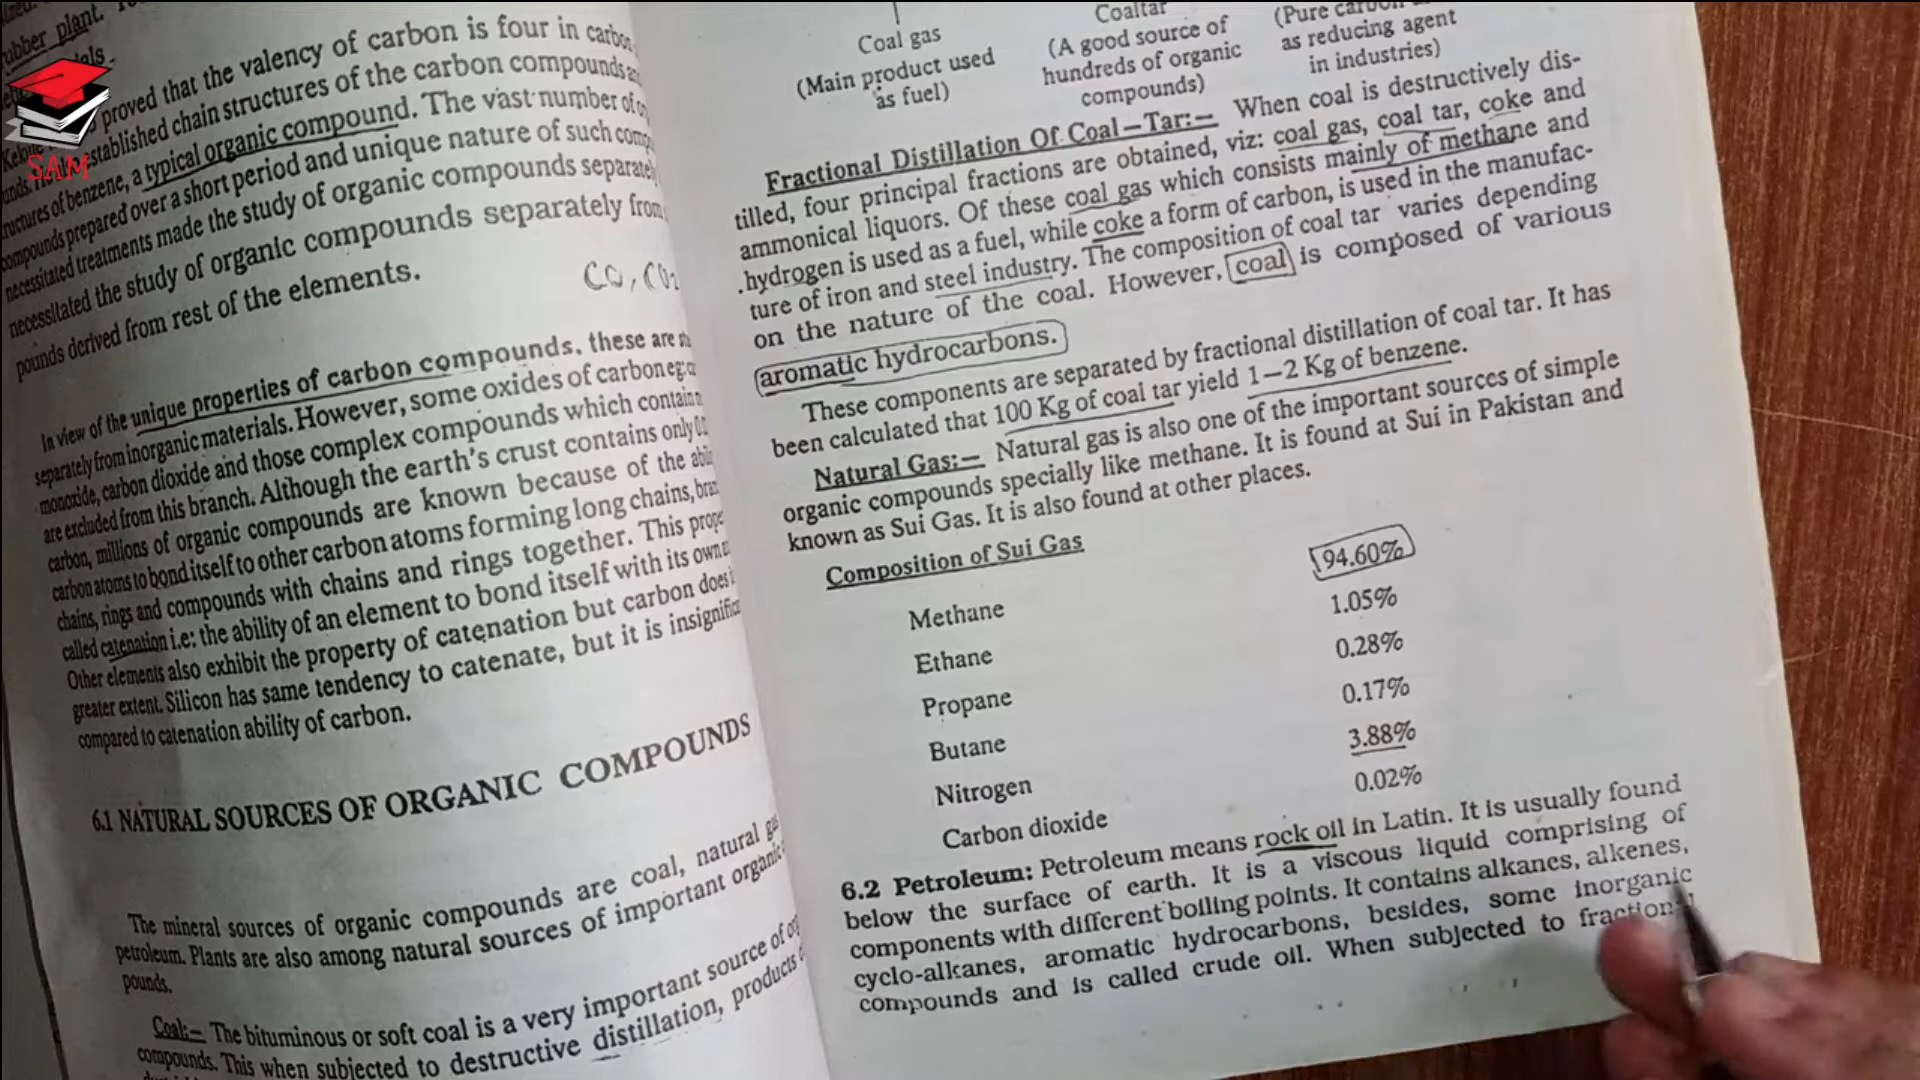 rubber plant.
SAM
proved that the valency of carbon is four in
established chain structures of the carbon compounds
structures of benzene, a typical organic compound. The vast number of
compounds prepared over a short period and unique nature of such
necessitated treatments made the study of organic compounds
necessitated the study of organic compounds separately from
pounds derived from rest of the elements.
CO, CO2
In view of the unique properties of carbon compounds, these are
separately from inorganic materials. However, some oxides of carbon eg:
monoxide, carbon dioxide and those complex compounds which contain
are excluded from this branch. Although the earth's crust contains only
carbon, millions of organic compounds are known because of the
carbon atoms to bond itself to other carbon atoms forming long chains,
chains, rings and compounds with chains and rings together. This
called catenation i.e: the ability of an element to bond itself with its own
Other elements also exhibit the property of catenation but carbon does
greater extent. Silicon has same tendency to catenate, but it is
compared to catenation ability of carbon.
6.1 NATURAL SOURCES OF ORGANIC COMPOUNDS
The mineral sources of organic compounds are coal, natural
petroleum. Plants are also among natural sources of important
pounds.
Coal:– The bituminous or soft coal is a very important source of
compounds. This when subjected to destructive distillation, products
Coal gas
(Main product used
as fuel)
Coaltar
(A good source of
hundreds of organic
compounds)
(Pure
as reducing agent
in industries)
Fractional Distillation Of Coal–Tar:– When coal is destructively dis-
tilled, four principal fractions are obtained, viz: coal gas, coal tar, coke and
ammonical liquors. Of these coal gas which consists mainly of methane and
hydrogen is used as a fuel, while coke a form of carbon, is used in the manufac-
ture of iron and steel industry. The composition of coal tar varies depending
on the nature of the coal. However, coal is composed of various
aromatic hydrocarbons.
These components are separated by fractional distillation of coal tar. It has
been calculated that 100 Kg of coal tar yield 1–2 Kg of benzene.
Natural Gas:– Natural gas is also one of the important sources of simple
organic compounds specially like methane. It is found at Sui in Pakistan and
known as Sui Gas. It is also found at other places.
Composition of Sui Gas
Methane 94.60%
Ethane 1.05%
Propane 0.28%
Butane 0.17%
Nitrogen 3.88%
Carbon dioxide 0.02%
6.2 Petroleum: Petroleum means rock oil in Latin. It is usually found
below the surface of earth. It is a viscous liquid comprising of
components with different boiling points. It contains alkanes, alkenes,
cyclo-alkanes, aromatic hydrocarbons, besides, some inorganic
compounds and is called crude oil. When subjected to